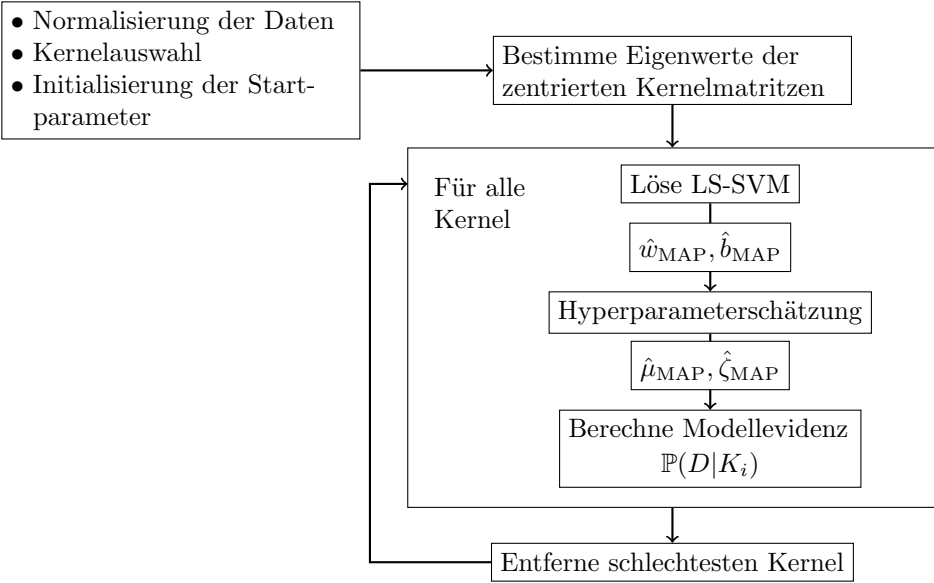 • Normalisierung der Daten
• Kernelauswahl
• Initialisierung der Start-
parameter
Bestimme Eigenwerte der
zentrierten Kernelmatritzen
Für alle
Kernel
Löse LS-SVM
ŵ_MAP, b̂_MAP
Hyperparameterschätzung
μ̂_MAP, ζ̂_MAP
Berechne Modellevidenz
ℙ(D|K_i)
Entferne schlechtesten Kernel